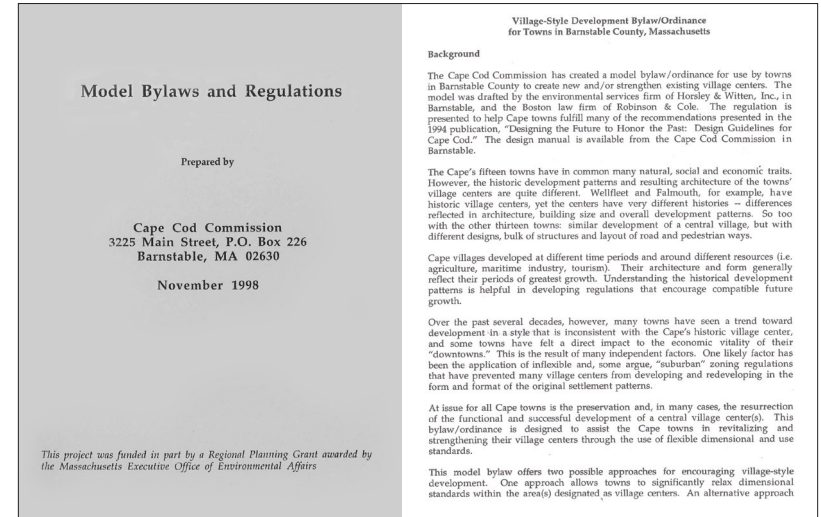 Model Bylaws and Regulations
Prepared by
Cape Cod Commission
3225 Main Street, P.O. Box 226
Barnstable, MA 02630
November 1998
This project was funded in part by a Regional Planning Grant awarded by
the Massachusetts Executive Office of Environmental Affairs
Village-Style Development Bylaw/Ordinance
for Towns in Barnstable County, Massachusetts
Background
The Cape Cod Commission has created a model bylaw/ordinance for use by towns
in Barnstable County to create new and/or strengthen existing village centers. The
model was drafted by the environmental services firm of Horsley & Witten, Inc., in
Barnstable, and the Boston law firm of Robinson & Cole. The regulation is
presented to help Cape towns fulfill many of the recommendations presented in the
1994 publication, "Designing the Future to Honor the Past: Design Guidelines for
Cape Cod." The design manual is available from the Cape Cod Commission in
Barnstable.
The Cape's fifteen towns have in common many natural, social and economic traits.
However, the historic development patterns and resulting architecture of the towns'
village centers are quite different. Wellfleet and Falmouth, for example, have
historic village centers, yet the centers have very different histories -- differences
reflected in architecture, building size and overall development patterns. So too
with the other thirteen towns: similar development of a central village, but with
different designs, bulk of structures and layout of road and pedestrian ways.
Cape villages developed at different time periods and around different resources (i.e.
agriculture, maritime industry, tourism). Their architecture and form generally
reflect their periods of greatest growth. Understanding the historical development
patterns is helpful in developing regulations that encourage compatible future
growth.
Over the past several decades, however, many towns have seen a trend toward
development in a style that is inconsistent with the Cape's historic village center,
and some towns have felt a direct impact to the economic vitality of their
"downtowns." This is the result of many independent factors. One likely factor has
been the application of inflexible and, some argue, "suburban" zoning regulations
that have prevented many village centers from developing and redeveloping in the
form and format of the original settlement patterns.
At issue for all Cape towns is the preservation and, in many cases, the resurrection
of the functional and successful development of a central village center(s). This
bylaw/ordinance is designed to assist the Cape towns in revitalizing and
strengthening their village centers through the use of flexible dimensional and use
standards.
This model bylaw offers two possible approaches for encouraging village-style
development. One approach allows towns to significantly relax dimensional
standards within the area(s) designated as village centers. An alternative approach